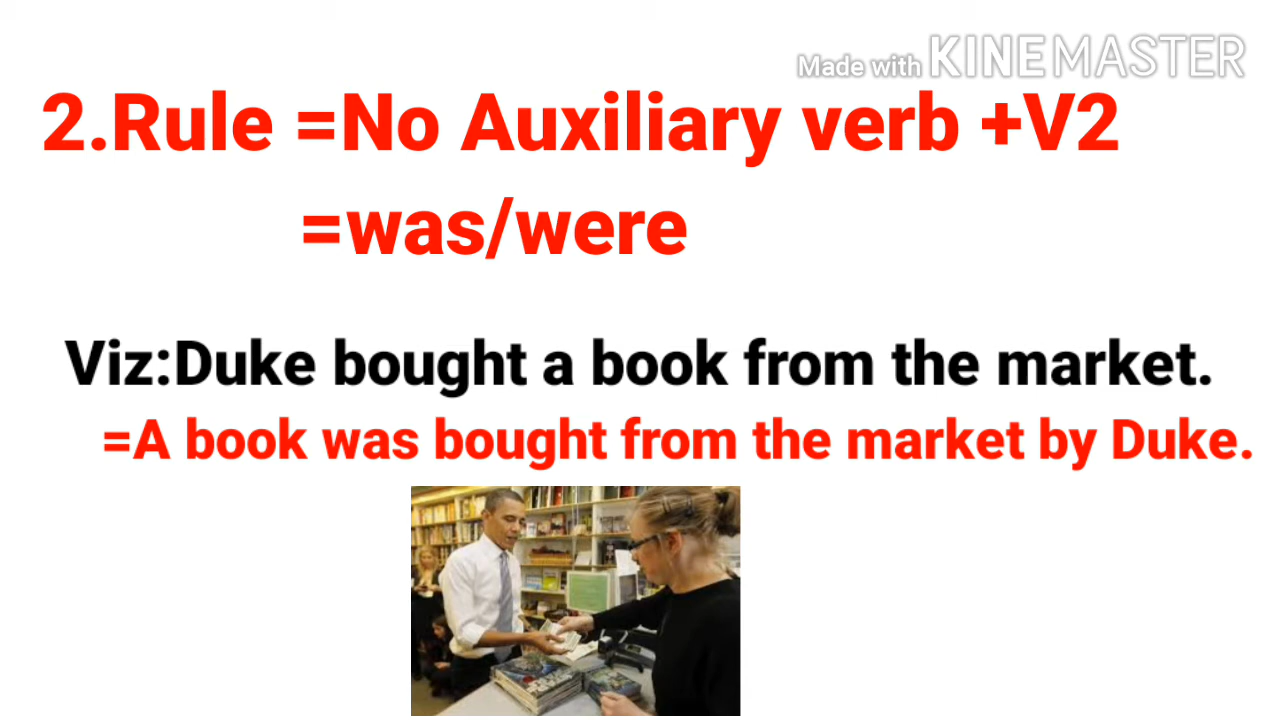 Made with KINEMASTER
2.Rule =No Auxiliary verb +V2
=was/were
Viz:Duke bought a book from the market.
=A book was bought from the market by Duke.